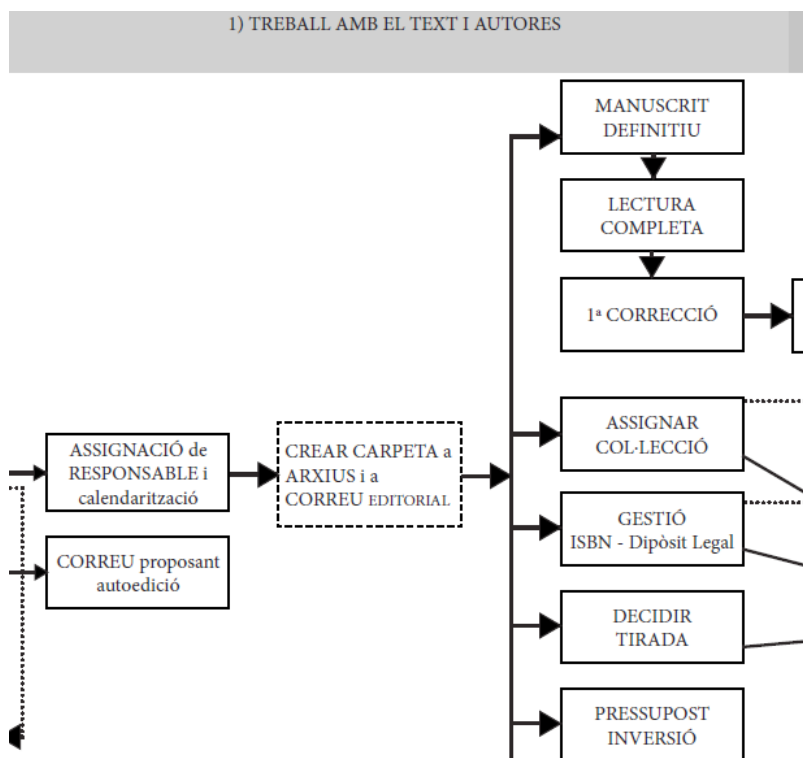 1) TREBALL AMB EL TEXT I AUTORES
MANUSCRIT
DEFINITIU
LECTURA
COMPLETA
1ª CORRECCIÓ
ASSIGNAR
COL·LECCIÓ
ASSIGNACIÓ de
RESPONSABLE i
calendarització
CREAR CARPETA a
ARXIUS i a
CORREU EDITORIAL
GESTIÓ
ISBN - Dipòsit Legal
CORREU proposant
autoedició
DECIDIR
TIRADA
PRESSUPOST
INVERSIÓ